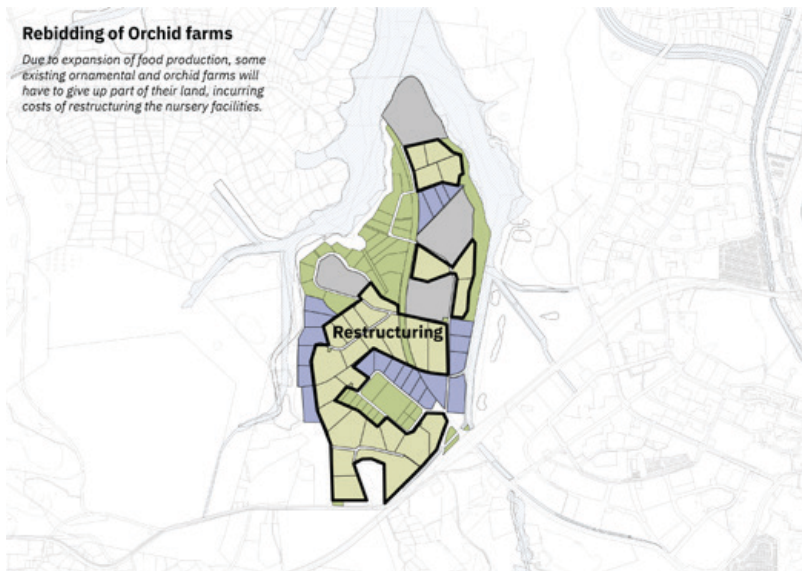 Rebidding of Orchid farms
Due to expansion of food production, some
existing ornamental and orchid farms will
have to give up part of their land, incurring
costs of restructuring the nursery facilities.
Restructuring